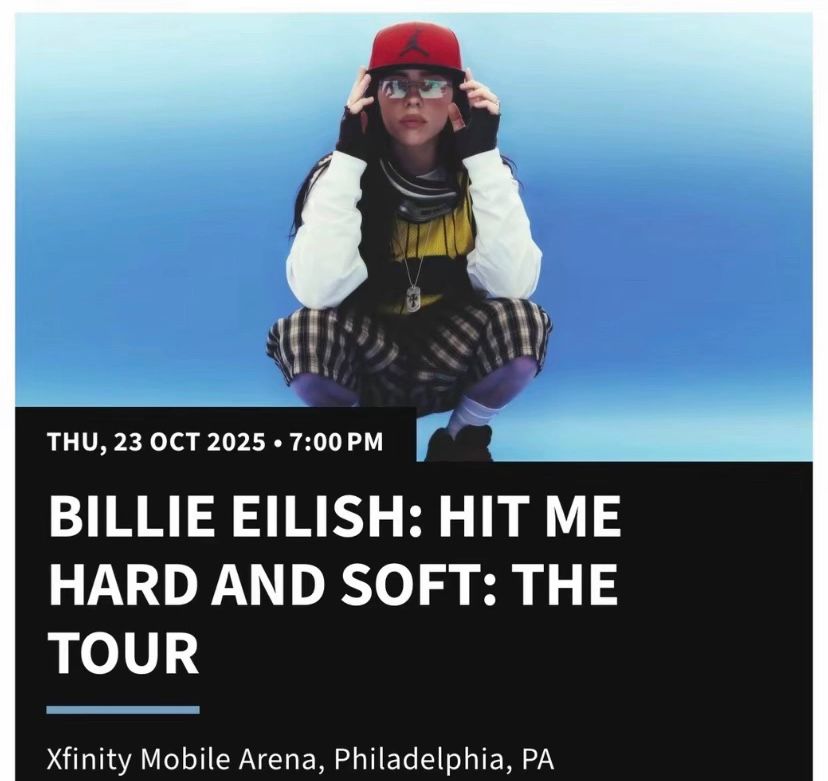 THU, 23 OCT 2025 • 7:00 PM
BILLIE EILISH: HIT ME
HARD AND SOFT: THE
TOUR
Xfinity Mobile Arena, Philadelphia, PA